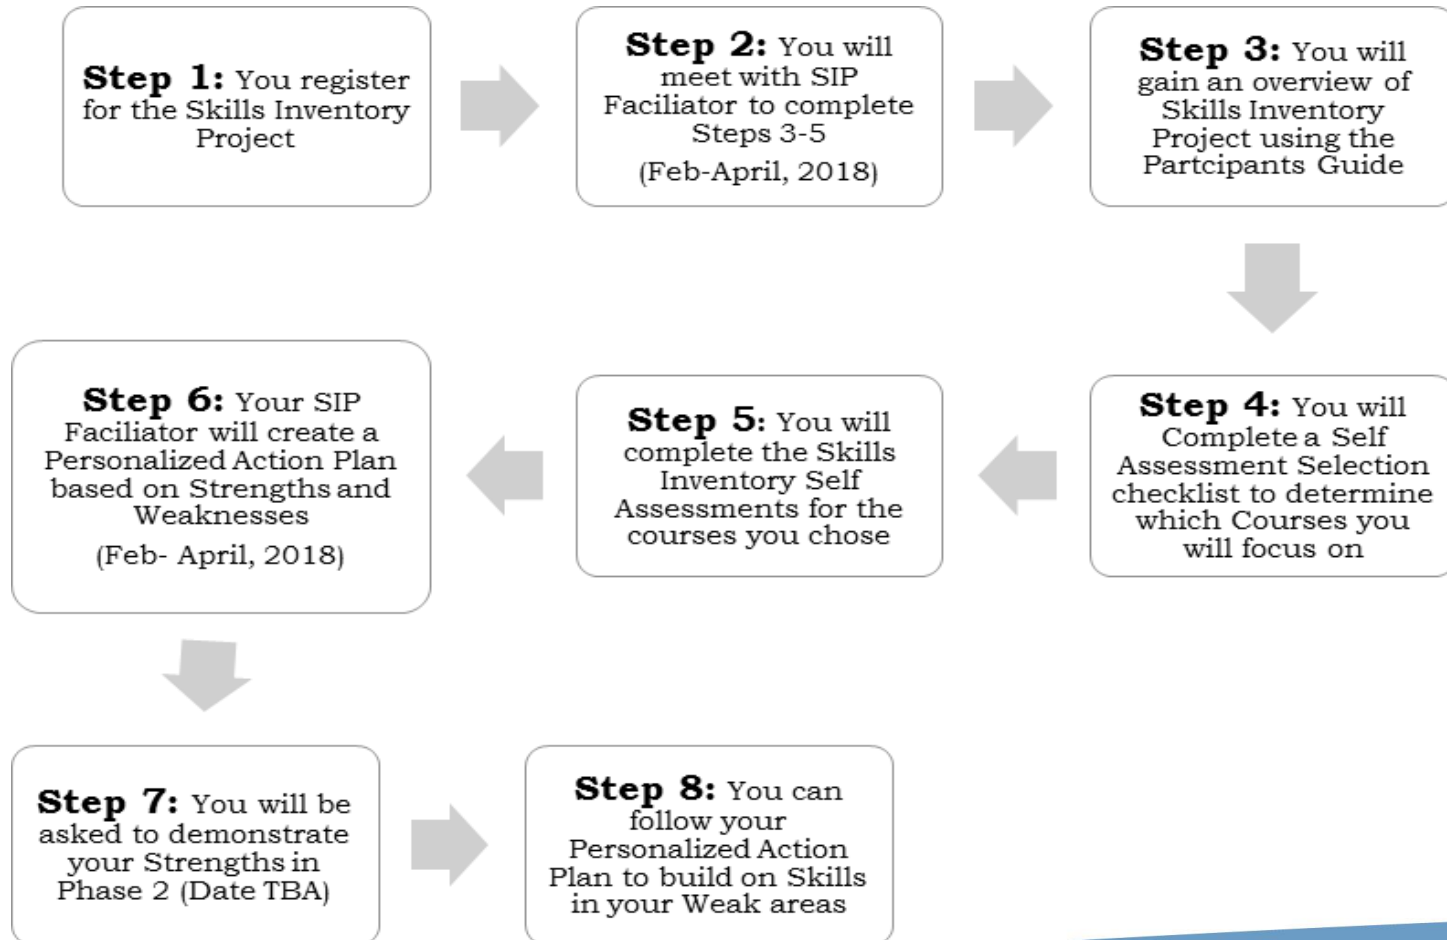 Step 1: You register
for the Skills Inventory
Project
Step 2: You will
meet with SIP
Faciliator to complete
Steps 3-5
(Feb-April, 2018)
Step 3: You will
gain an overview of
Skills Inventory
Project using the
Partcipants Guide
Step 4: You will
Complete a Self
Assessment Selection
checklist to determine
which Courses you
will focus on
Step 5: You will
complete the Skills
Inventory Self
Assessments for the
courses you chose
Step 6: Your SIP
Faciliator will create a
Personalized Action Plan
based on Strengths and
Weaknesses
(Feb- April, 2018)
Step 7: You will be
asked to demonstrate
your Strengths in
Phase 2 (Date TBA)
Step 8: You can
follow your
Personalized Action
Plan to build on Skills
in your Weak areas